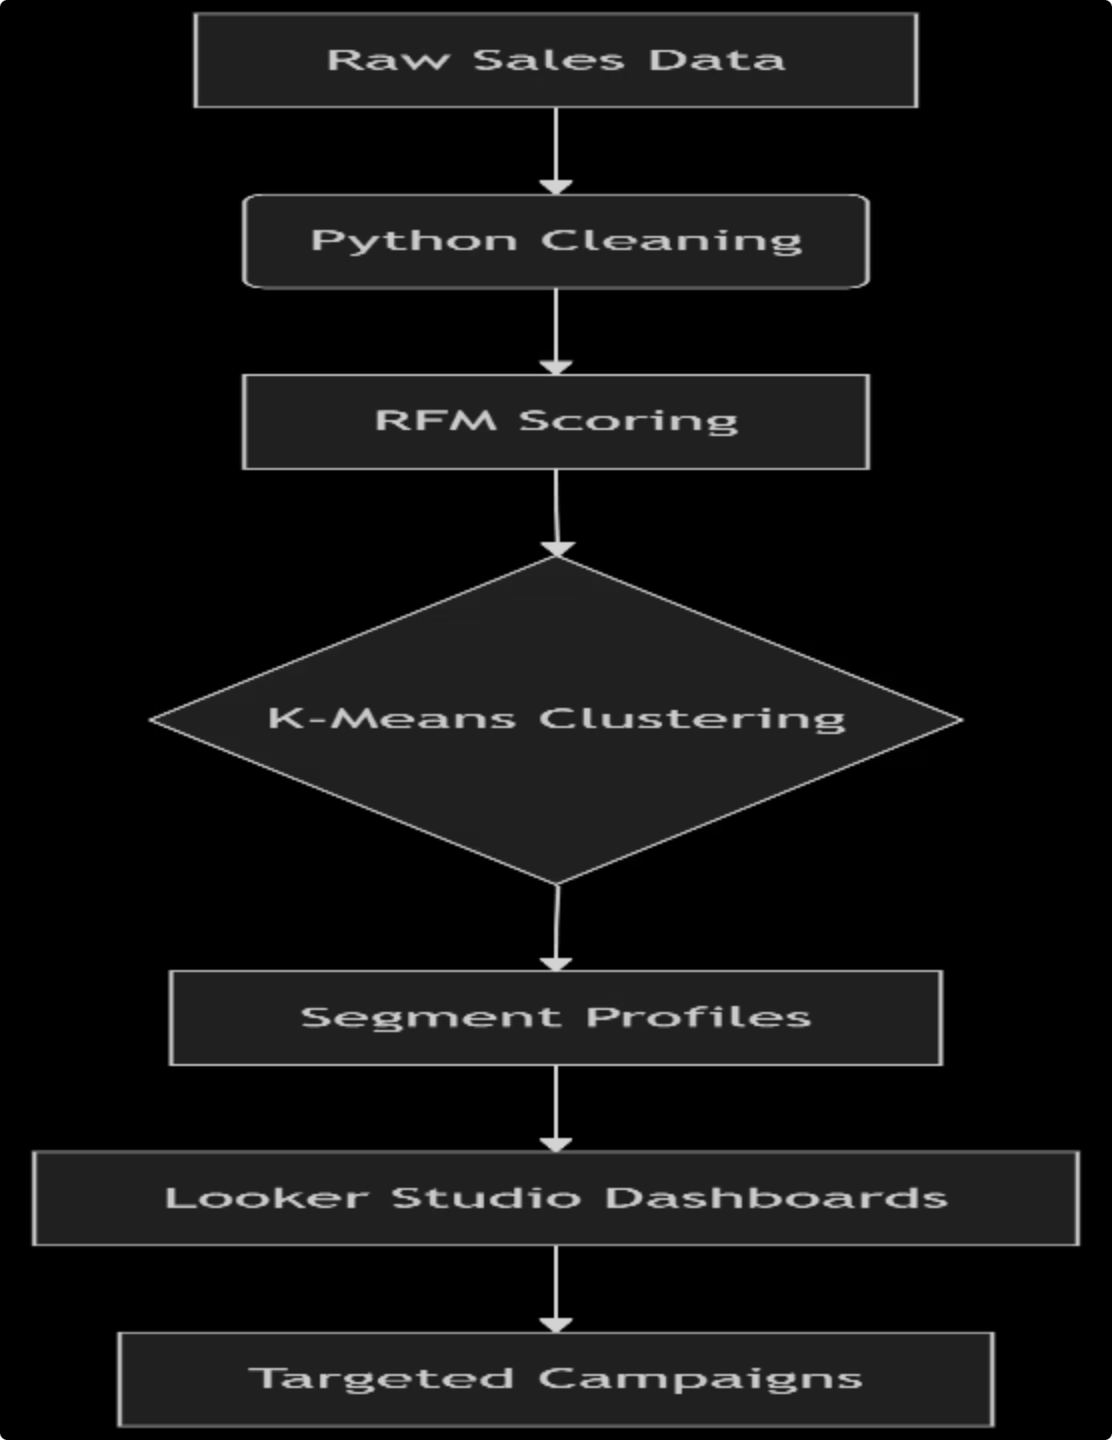 Raw Sales Data
Python Cleaning
RFM Scoring
K-Means Clustering
Segment Profiles
Looker Studio Dashboards
Targeted Campaigns